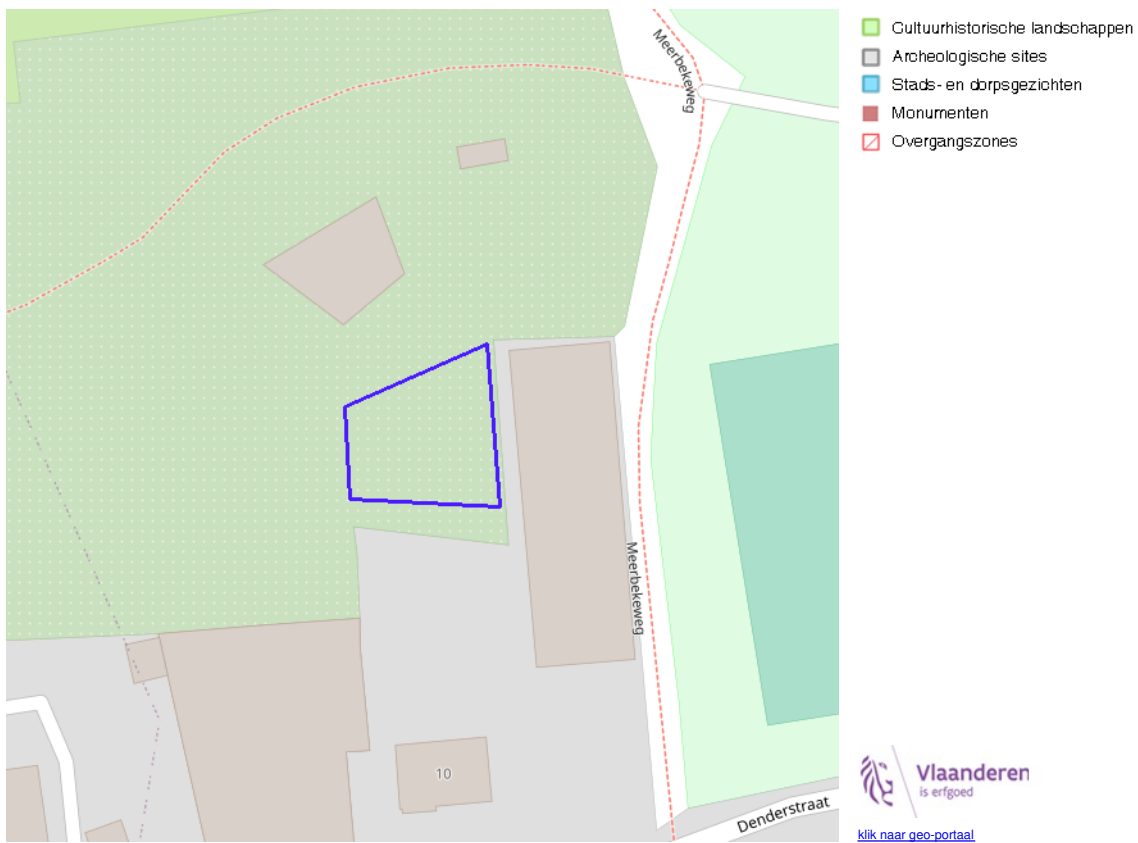 Meerbekeweg
Meerbekeweg
10
Denderstraat
Cultuurhistorische landschappen
Archeologische sites
Stads- en dorpsgezichten
Monumenten
Overgangszones
Vlaanderen
is erfgoed
klik naar geo-portaal